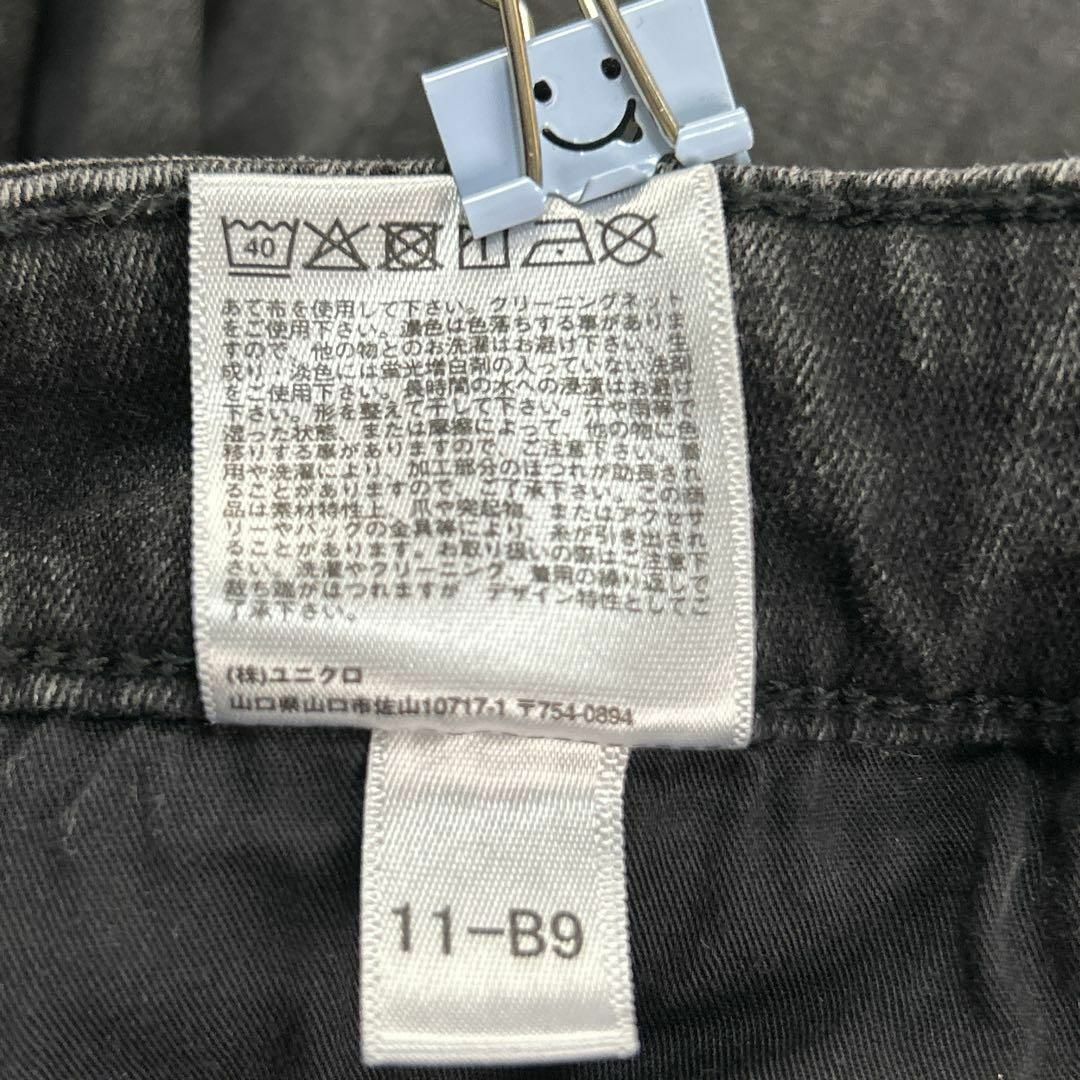 40
あて布を使用して下さい。クリーニングネット
をご使用下さい。濃色は色落ちする事がありま
すので、他の物とのお洗濯はお避け下さい。生
成り・淡色には蛍光増白剤の入っていない洗剤
をご使用下さい。長時間の水への浸漬はお避け
下さい。形を整えて干して下さい。汗や雨等で
湿った状態、または摩擦によって、他の物に色
移りする事がありますので、ご注意下さい。着
用や洗濯により、加工部分のほつれが助長され
ることがありますので、ご了承下さい。この商
品は素材特性上、爪や突起物、またはアクセサ
リーやバッグの金具等により、糸が引き出され
ることがあります。お取り扱いの際はご注意下
さい。洗濯やクリーニング、着用の繰り返しで
裁ち端がほつれますが、デザイン特性としてご
了承下さい。
(株)ユニクロ
山口県山口市佐山10717-1 〒754-0894
11-B9